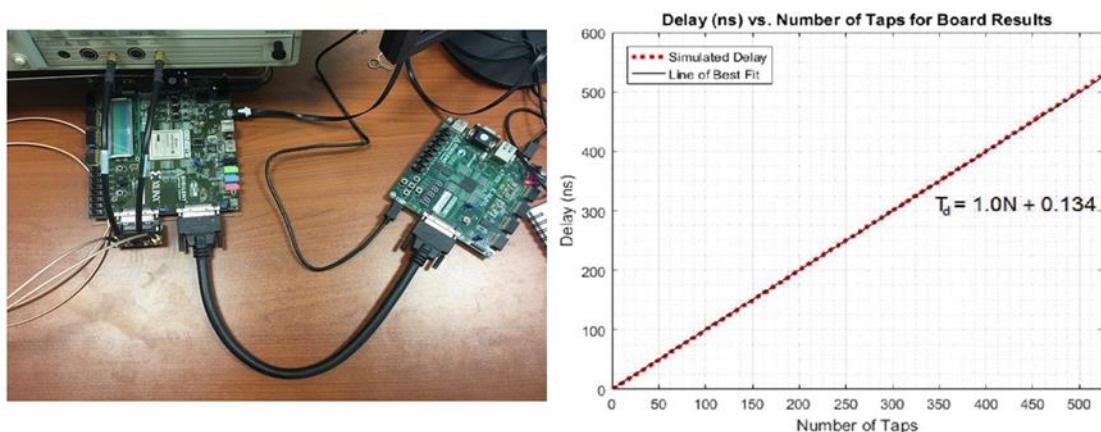 Delay (ns) vs. Number of Taps for Board Results
600
Simulated Delay
Line of Best Fit
500
400
Delay (ns)
T_d = 1.0N + 0.134
300
200
100
0
0 50 100 150 200 250 300 350 400 450 500
Number of Taps